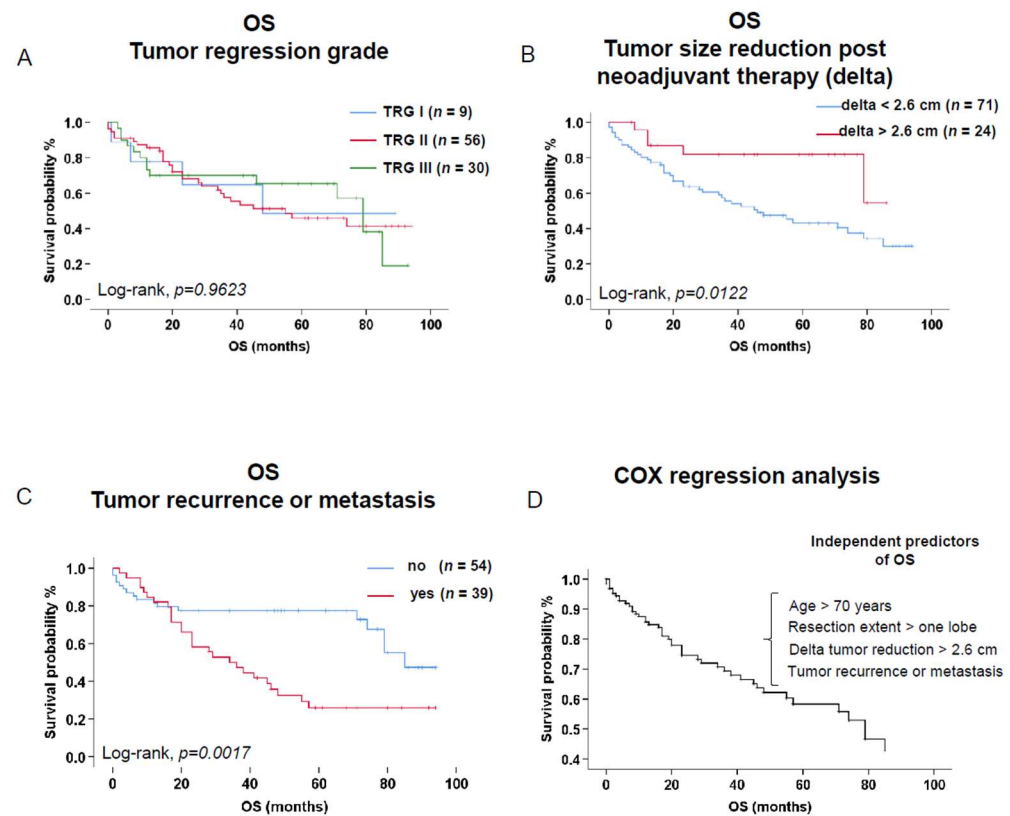 A
OS
Tumor regression grade
TRG I (n = 9)
TRG II (n = 56)
TRG III (n = 30)
Survival probability %
1.0
0.8
0.6
0.4
0.2
0.0
Log-rank, p=0.9623
0 20 40 60 80 100
OS (months)
B
OS
Tumor size reduction post
neoadjuvant therapy (delta)
delta < 2.6 cm (n = 71)
delta > 2.6 cm (n = 24)
Survival probability %
1.0
0.8
0.6
0.4
0.2
0.0
Log-rank, p=0.0122
0 20 40 60 80 100
OS (months)
C
OS
Tumor recurrence or metastasis
no (n = 54)
yes (n = 39)
Survival probability %
1.0
0.8
0.6
0.4
0.2
0.0
Log-rank, p=0.0017
0 20 40 60 80 100
OS (months)
D
COX regression analysis
Independent predictors
of OS
Age > 70 years
Resection extent > one lobe
Delta tumor reduction > 2.6 cm
Tumor recurrence or metastasis
Survival probability %
1.0
0.9
0.8
0.7
0.6
0.5
0.4
0 20 40 60 80 100
OS (months)